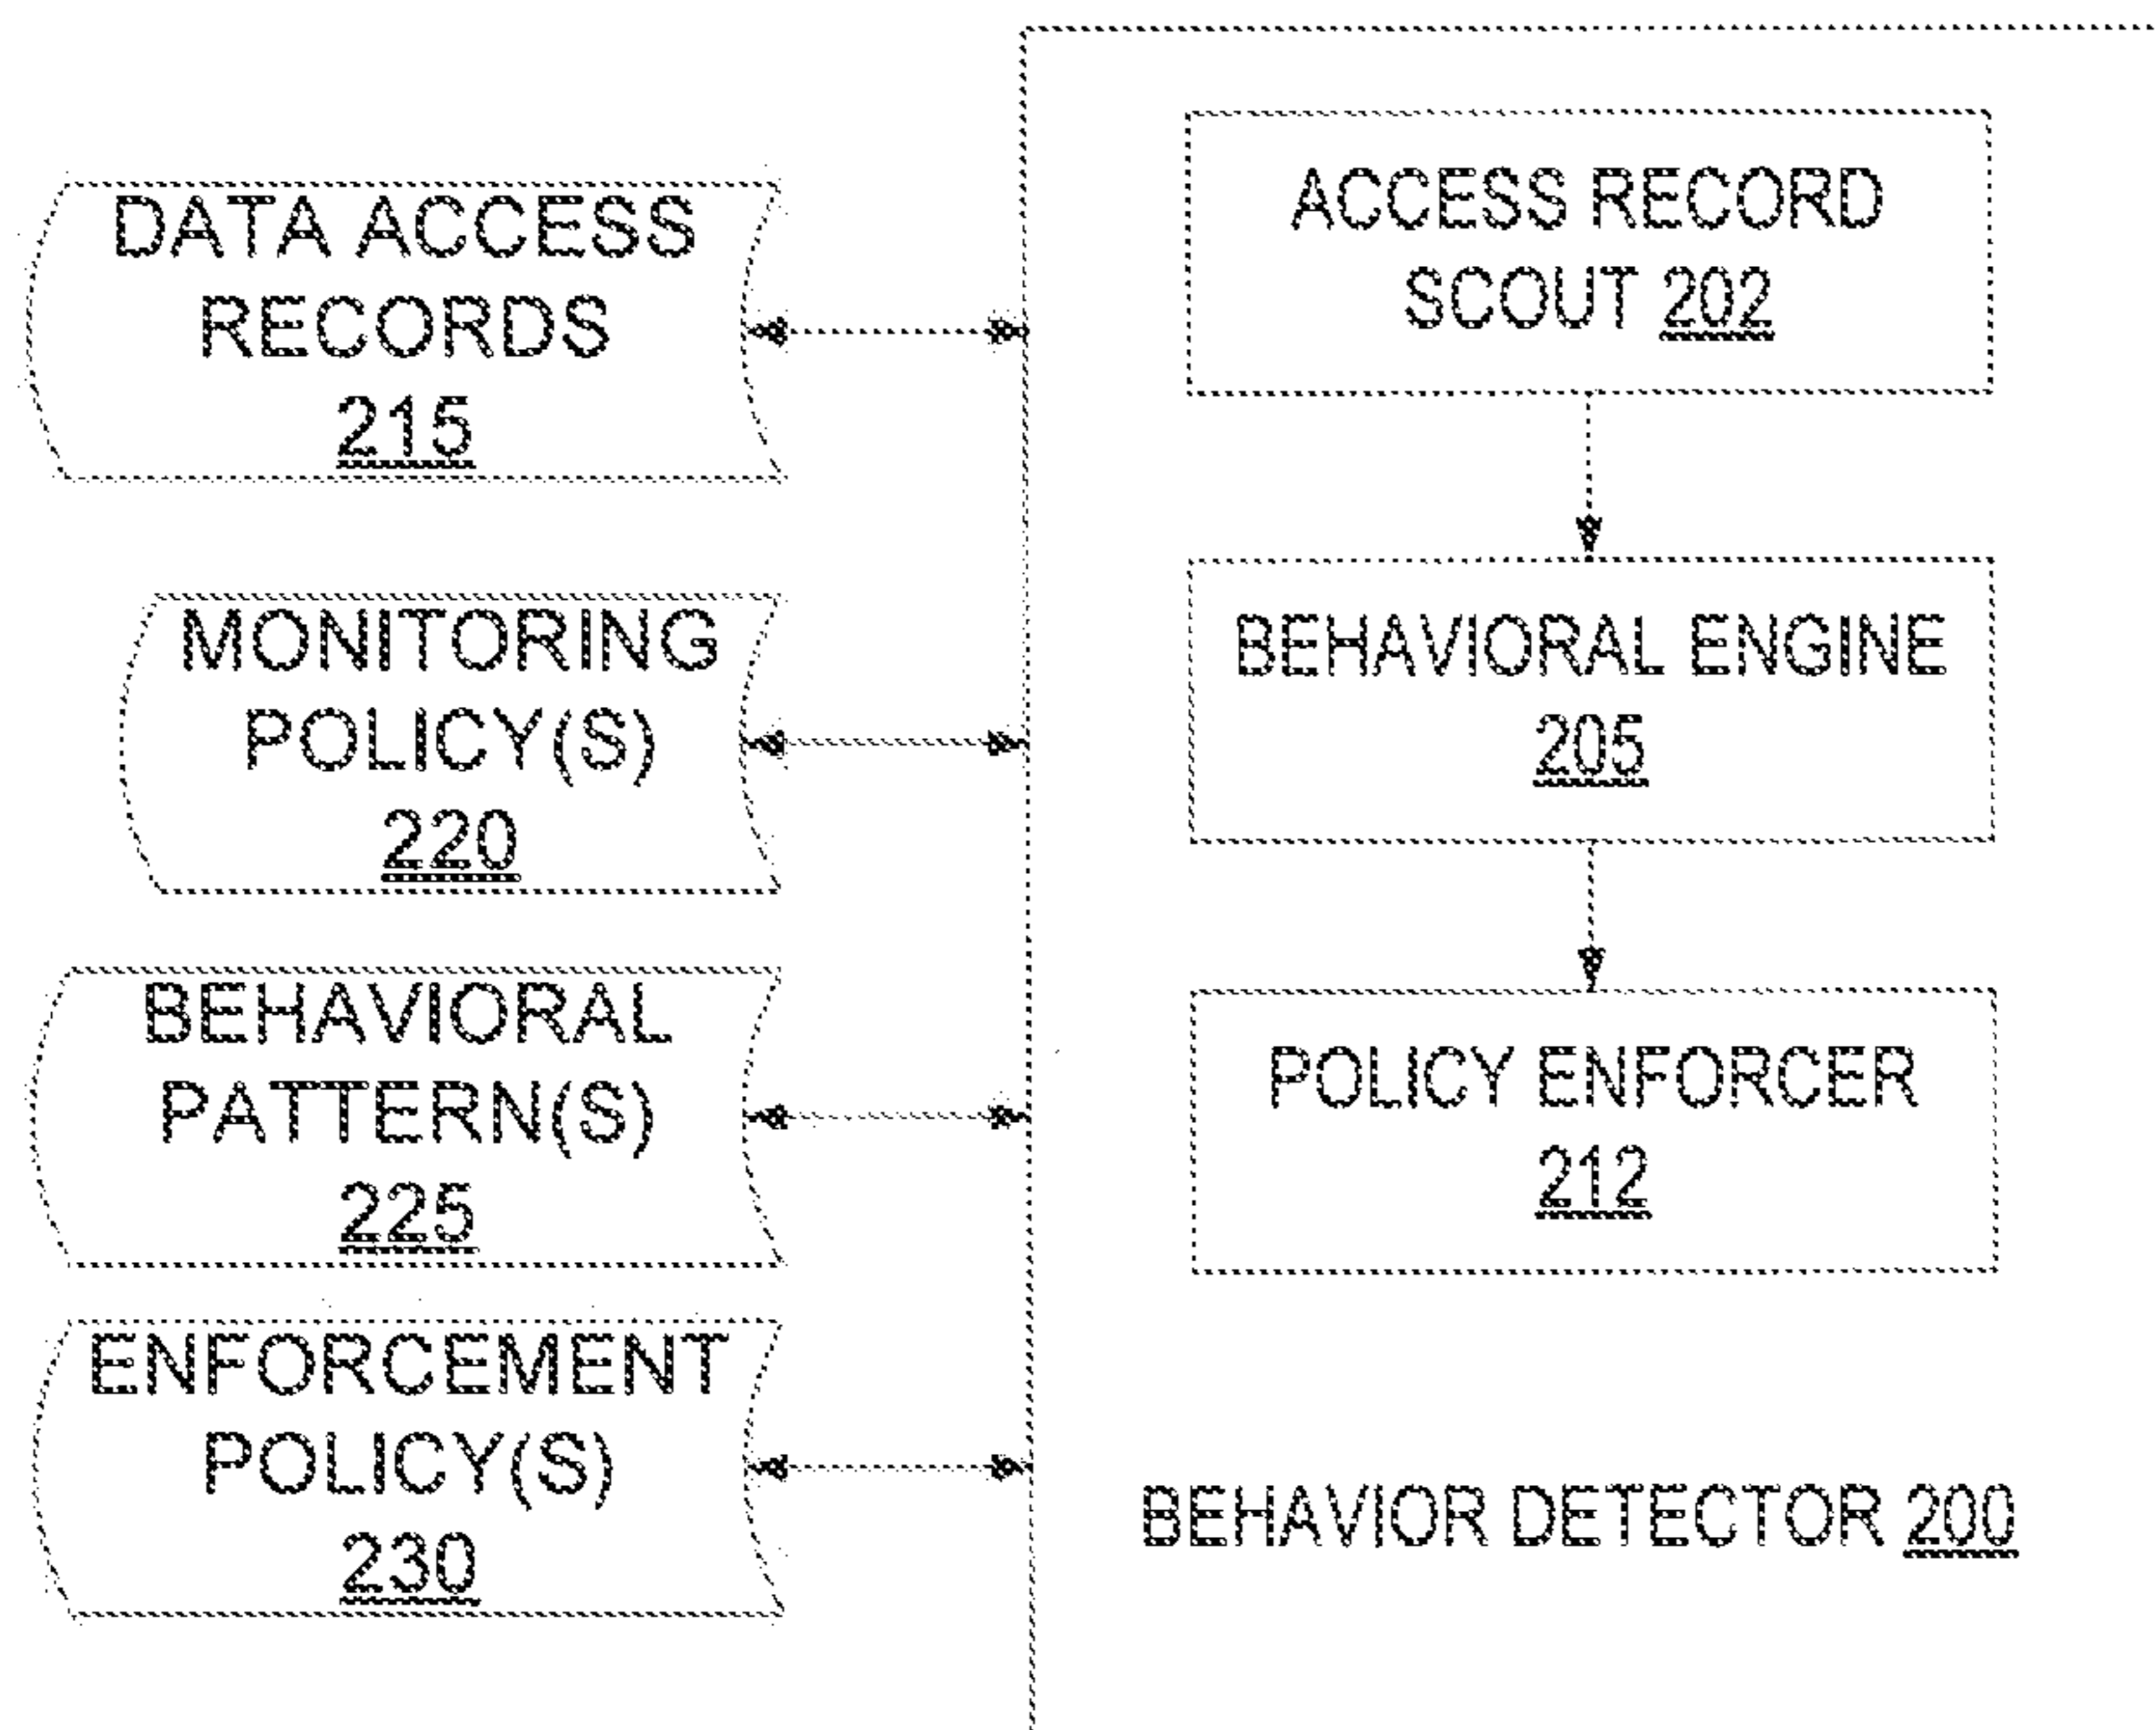 DATA ACCESS
RECORDS
215
MONITORING
POLICY(S)
220
BEHAVIORAL
PATTERN(S)
225
ENFORCEMENT
POLICY(S)
230
ACCESS RECORD
SCOUT 202
BEHAVIORAL ENGINE
205
POLICY ENFORCER
212
BEHAVIOR DETECTOR 200